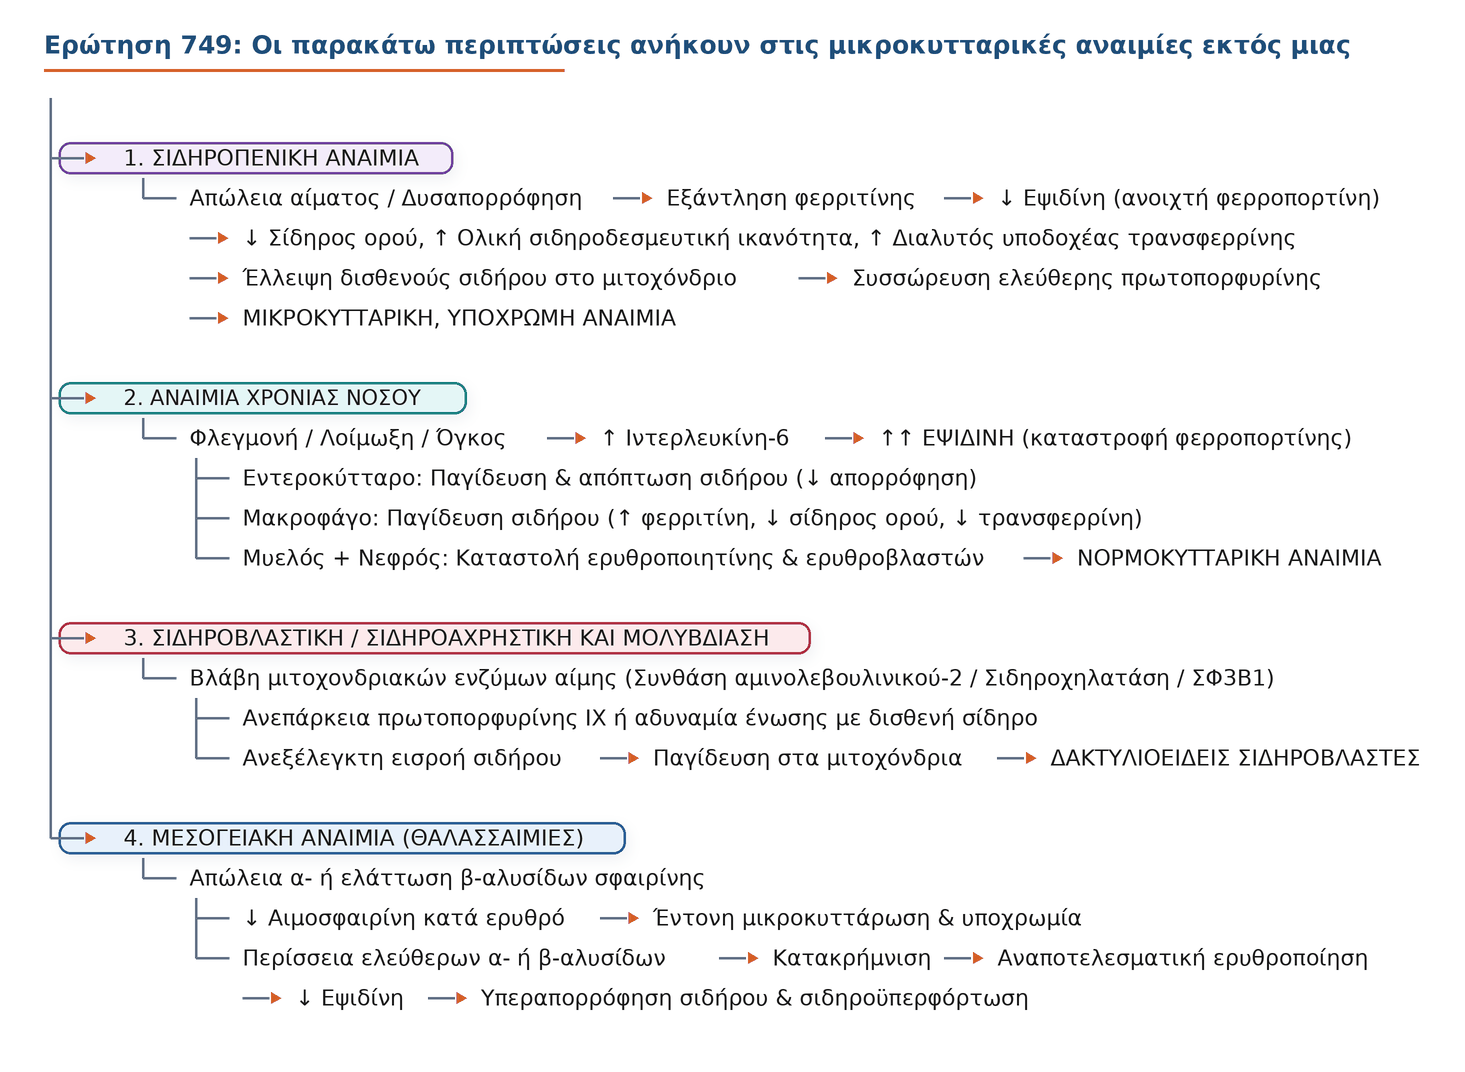 Ερώτηση 749: Οι παρακάτω περιπτώσεις ανήκουν στις μικροκυτταρικές αναιμίες εκτός μιας
1. ΣΙΔΗΡΟΠΕΝΙΚΗ ΑΝΑΙΜΙΑ
Απώλεια αίματος / Δυσαπορρόφηση → Εξάντληση φερριτίνης → ↓ Εψιδίνη (ανοιχτή φερροπορτίνη)
→ ↓ Σίδηρος ορού, ↑ Ολική σιδηροδεσμευτική ικανότητα, ↑ Διαλυτός υποδοχέας τρανσφερρίνης
→ Έλλειψη δισθενούς σιδήρου στο μιτοχόνδριο → Συσσώρευση ελεύθερης πρωτοπορφυρίνης
→ ΜΙΚΡΟΚΥΤΤΑΡΙΚΗ, ΥΠΟΧΡΩΜΗ ΑΝΑΙΜΙΑ
2. ΑΝΑΙΜΙΑ ΧΡΟΝΙΑΣ ΝΟΣΟΥ
Φλεγμονή / Λοίμωξη / Όγκος → ↑ Ιντερλευκίνη-6 → ↑↑ ΕΨΙΔΙΝΗ (καταστροφή φερροπορτίνης)
Εντεροκύτταρο: Παγίδευση & απόπτωση σιδήρου (↓ απορρόφηση)
Μακροφάγο: Παγίδευση σιδήρου (↑ φερριτίνη, ↓ σίδηρος ορού, ↓ τρανσφερρίνη)
Μυελός + Νεφρός: Καταστολή ερυθροποιητίνης & ερυθροβλαστών → ΝΟΡΜΟΚΥΤΤΑΡΙΚΗ ΑΝΑΙΜΙΑ
3. ΣΙΔΗΡΟΒΛΑΣΤΙΚΗ / ΣΙΔΗΡΟΑΧΡΗΣΤΙΚΗ ΚΑΙ ΜΟΛΥΒΔΙΑΣΗ
Βλάβη μιτοχονδριακών ενζύμων αίμης (Συνθάση αμινολεβουλινικού-2 / Σιδηροχηλατάση / ΣΦ3Β1)
Ανεπάρκεια πρωτοπορφυρίνης IX ή αδυναμία ένωσης με δισθενή σίδηρο
Ανεξέλεγκτη εισροή σιδήρου → Παγίδευση στα μιτοχόνδρια → ΔΑΚΤΥΛΙΟΕΙΔΕΙΣ ΣΙΔΗΡΟΒΛΑΣΤΕΣ
4. ΜΕΣΟΓΕΙΑΚΗ ΑΝΑΙΜΙΑ (ΘΑΛΑΣΣΑΙΜΙΕΣ)
Απώλεια α- ή ελάττωση β-αλυσίδων σφαιρίνης
↓ Αιμοσφαιρίνη κατά ερυθρό → Έντονη μικροκυττάρωση & υποχρωμία
Περίσσεια ελεύθερων α- ή β-αλυσίδων → Κατακρήμνιση → Αναποτελεσματική ερυθροποίηση
→ ↓ Εψιδίνη → Υπεραπορρόφηση σιδήρου & σιδηροϋπερφόρτωση